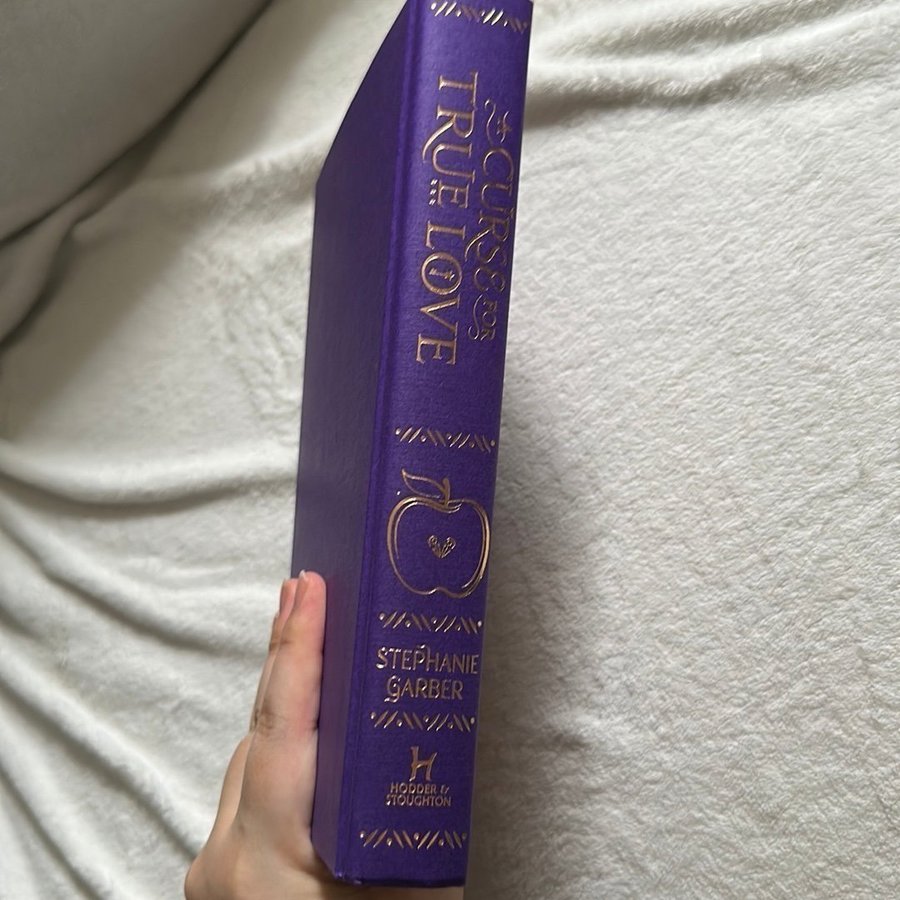 A CURSE FOR
TRUE LOVE
STEPHANIE
GARBER
H
HODDER &
STOUGHTON